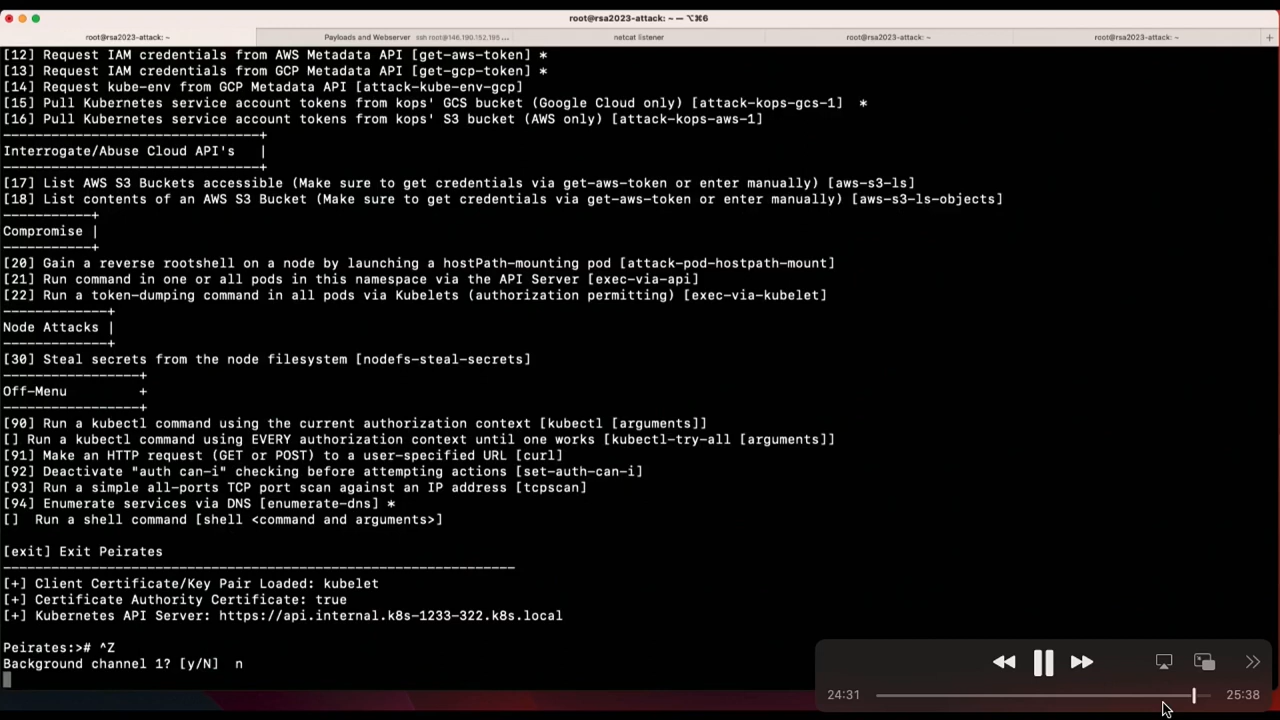 root@rsa2023-attack: ~ — ⌥⌘6
root@rsa2023-attack: ~
Payloads and Webserver ssh root@146.190.152.195 ...
netcat listener
root@rsa2023-attack: ~
root@rsa2023-attack: ~
[12] Request IAM credentials from AWS Metadata API [get-aws-token] *
[13] Request IAM credentials from GCP Metadata API [get-gcp-token] *
[14] Request kube-env from GCP Metadata API [attack-kube-env-gcp]
[15] Pull Kubernetes service account tokens from kops' GCS bucket (Google Cloud only) [attack-kops-gcs-1]  *
[16] Pull Kubernetes service account tokens from kops' S3 bucket (AWS only) [attack-kops-aws-1]
--------------------------------+
Interrogate/Abuse Cloud API's   |
--------------------------------+
[17] List AWS S3 Buckets accessible (Make sure to get credentials via get-aws-token or enter manually) [aws-s3-ls]
[18] List contents of an AWS S3 Bucket (Make sure to get credentials via get-aws-token or enter manually) [aws-s3-ls-objects]
-----------+
Compromise |
-----------+
[20] Gain a reverse rootshell on a node by launching a hostPath-mounting pod [attack-pod-hostpath-mount]
[21] Run command in one or all pods in this namespace via the API Server [exec-via-api]
[22] Run a token-dumping command in all pods via Kubelets (authorization permitting) [exec-via-kubelet]
-------------+
Node Attacks |
-------------+
[30] Steal secrets from the node filesystem [nodefs-steal-secrets]
-----------------+
Off-Menu         +
-----------------+
[90] Run a kubectl command using the current authorization context [kubectl [arguments]]
[] Run a kubectl command using EVERY authorization context until one works [kubectl-try-all [arguments]]
[91] Make an HTTP request (GET or POST) to a user-specified URL [curl]
[92] Deactivate "auth can-i" checking before attempting actions [set-auth-can-i]
[93] Run a simple all-ports TCP port scan against an IP address [tcpscan]
[94] Enumerate services via DNS [enumerate-dns] *
[]  Run a shell command [shell <command and arguments>]
[exit] Exit Peirates
----------------------------------------------------------------
[+] Client Certificate/Key Pair Loaded: kubelet
[+] Certificate Authority Certificate: true
[+] Kubernetes API Server: https://api.internal.k8s-1233-322.k8s.local
Peirates:># ^Z
Background channel 1? [y/N]  n
24:31
25:38